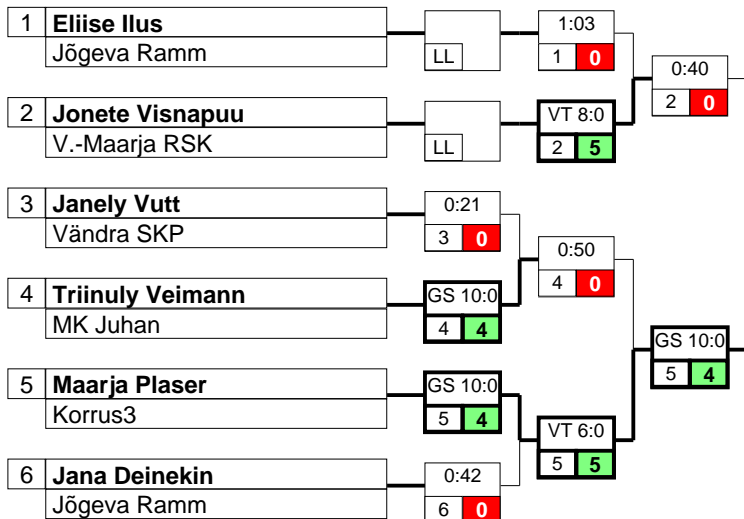 1 Eliise Ilus
Jõgeva Ramm
LL
1:03
1 0
0:40
2 0
2 Jonete Visnapuu
V.-Maarja RSK
LL
VT 8:0
2 5
3 Janely Vutt
Vändra SKP
0:21
3 0
0:50
4 0
4 Triinuly Veimann
MK Juhan
GS 10:0
4 4
GS 10:0
5 4
5 Maarja Plaser
Korrus3
GS 10:0
5 4
VT 6:0
5 5
6 Jana Deinekin
Jõgeva Ramm
0:42
6 0